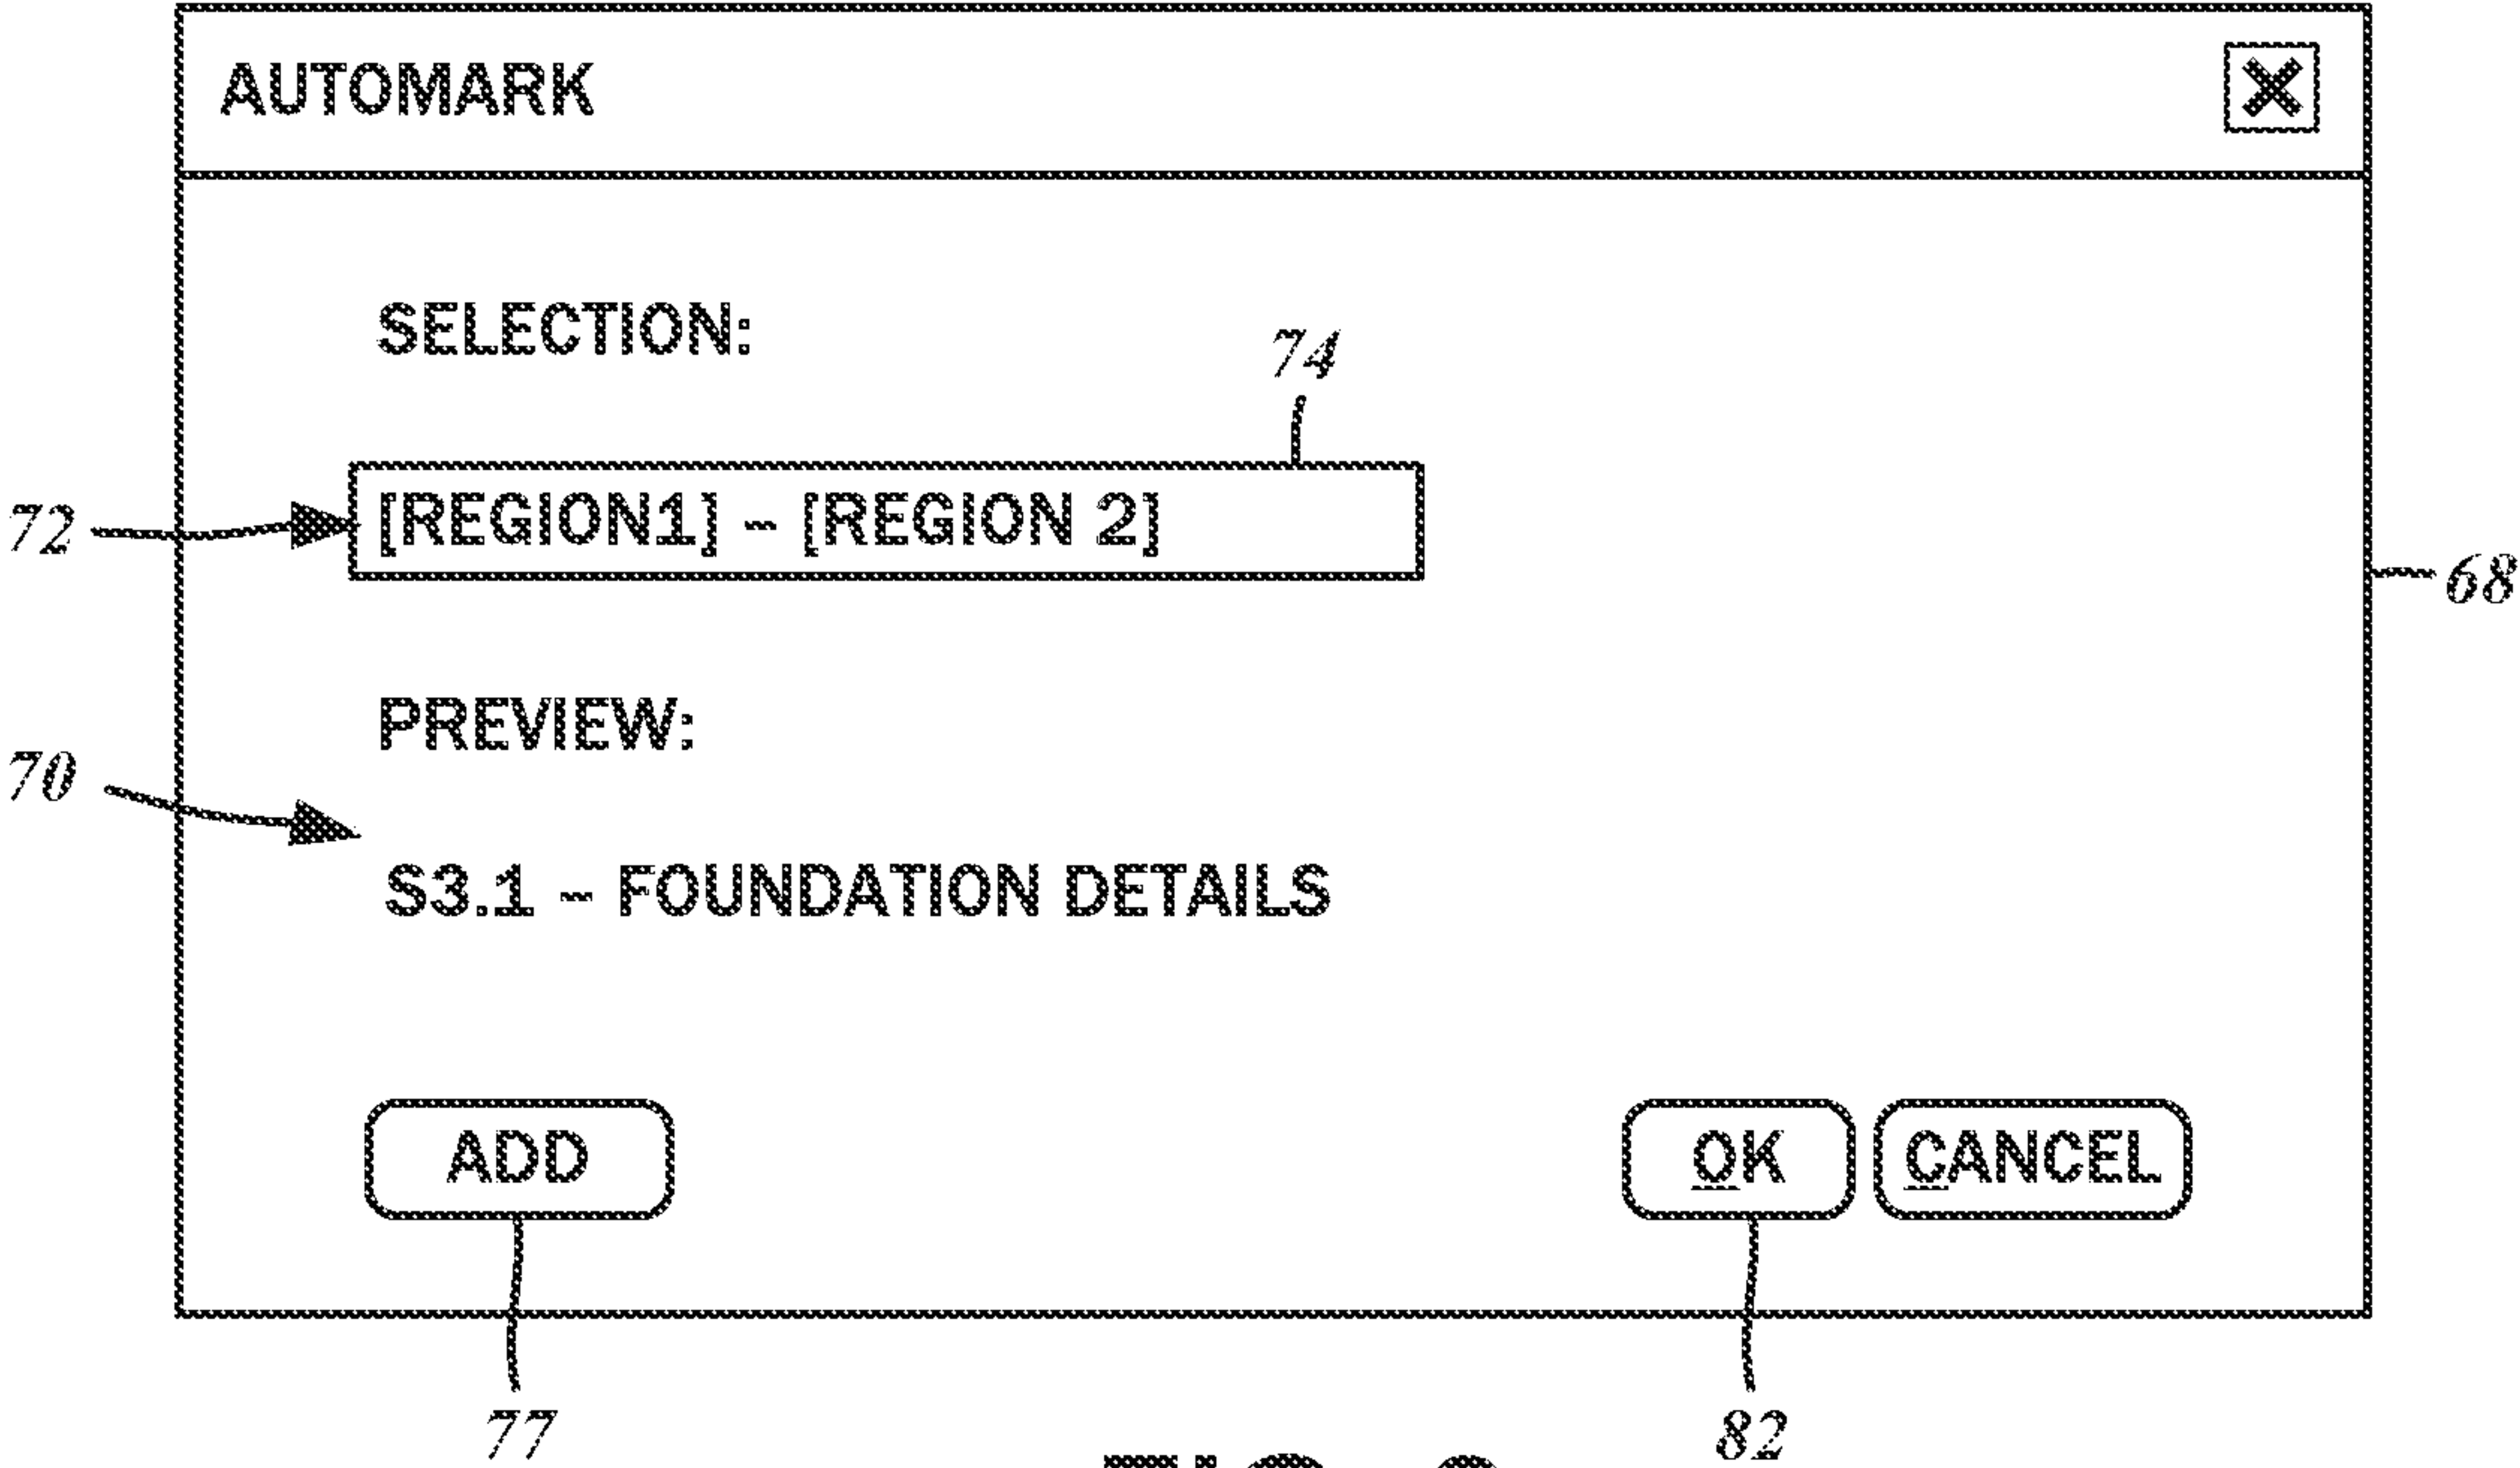 AUTOMARK
SELECTION:
74
72
[REGION1] - [REGION 2]
68
PREVIEW:
70
S3.1 - FOUNDATION DETAILS
ADD
OK
CANCEL
77
82